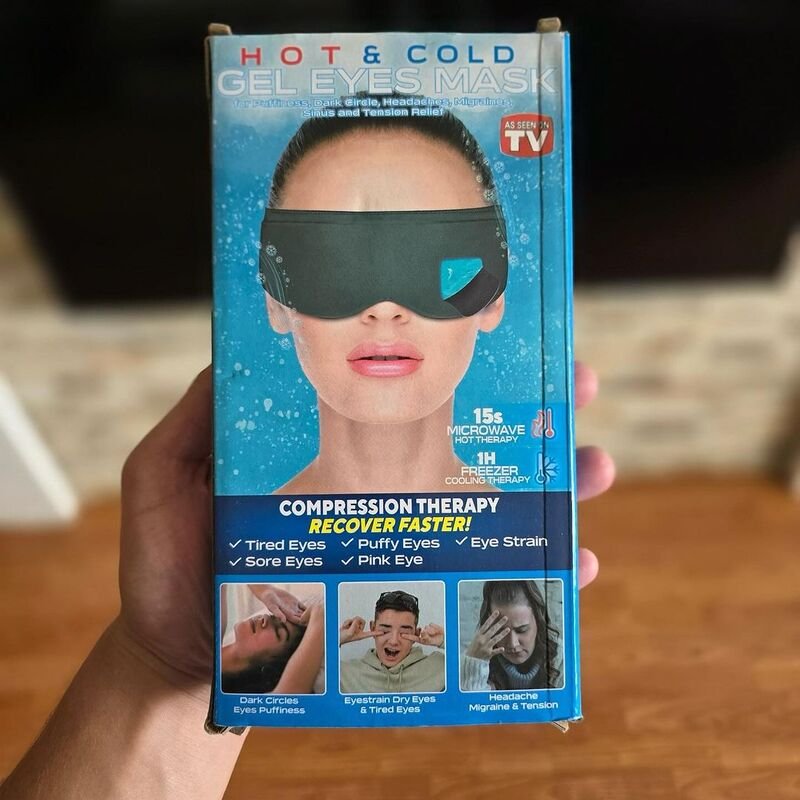 HOT & COLD
GEL EYES MASK
for Puffiness, Dark Circle, Headaches, Migraines,
Sinus and Tension Relief
AS SEEN ON
TV
15s
MICROWAVE
HOT THERAPY
1H
FREEZER
COOLING THERAPY
COMPRESSION THERAPY
RECOVER FASTER!
✓ Tired Eyes ✓ Puffy Eyes ✓ Eye Strain
✓ Sore Eyes ✓ Pink Eye
Dark Circles
Eyes Puffiness
Eyestrain Dry Eyes
& Tired Eyes
Headache
Migraine & Tension